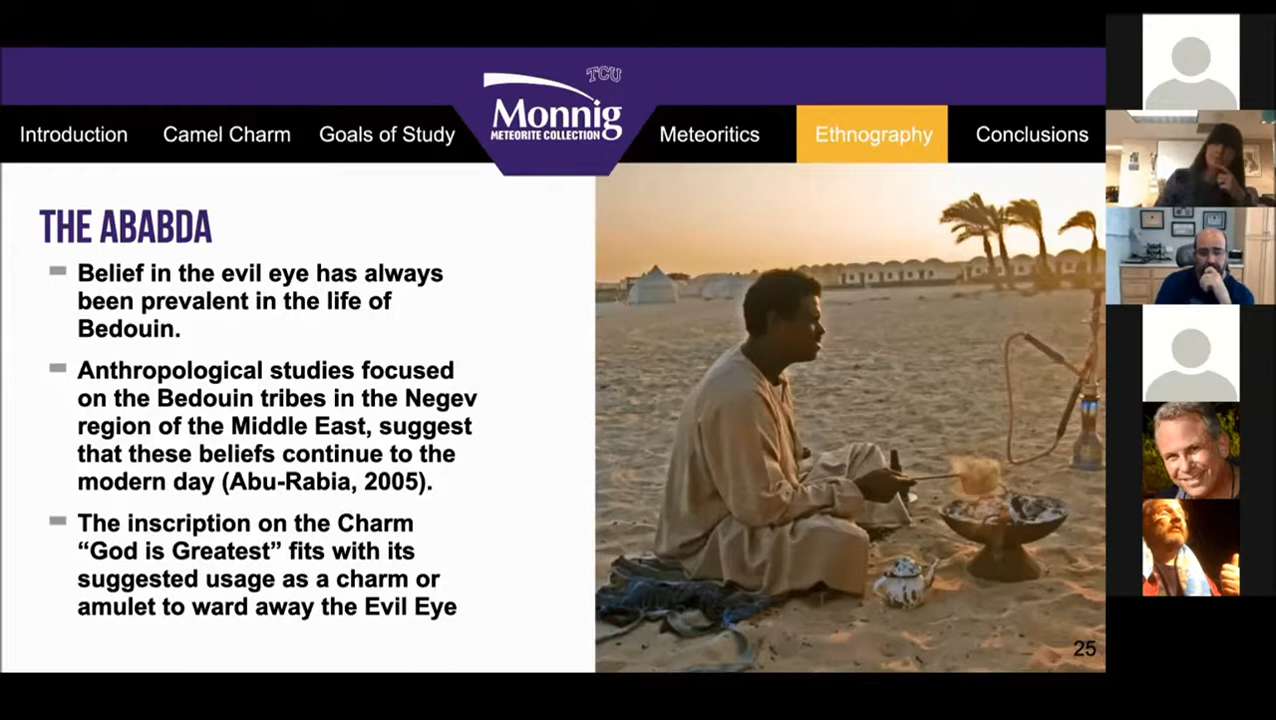 TCU
Monnig
METEORITE COLLECTION
Introduction
Camel Charm
Goals of Study
Meteoritics
Ethnography
Conclusions
THE ABABDA
Belief in the evil eye has always
been prevalent in the life of
Bedouin.
Anthropological studies focused
on the Bedouin tribes in the Negev
region of the Middle East, suggest
that these beliefs continue to the
modern day (Abu-Rabia, 2005).
The inscription on the Charm
“God is Greatest” fits with its
suggested usage as a charm or
amulet to ward away the Evil Eye
25